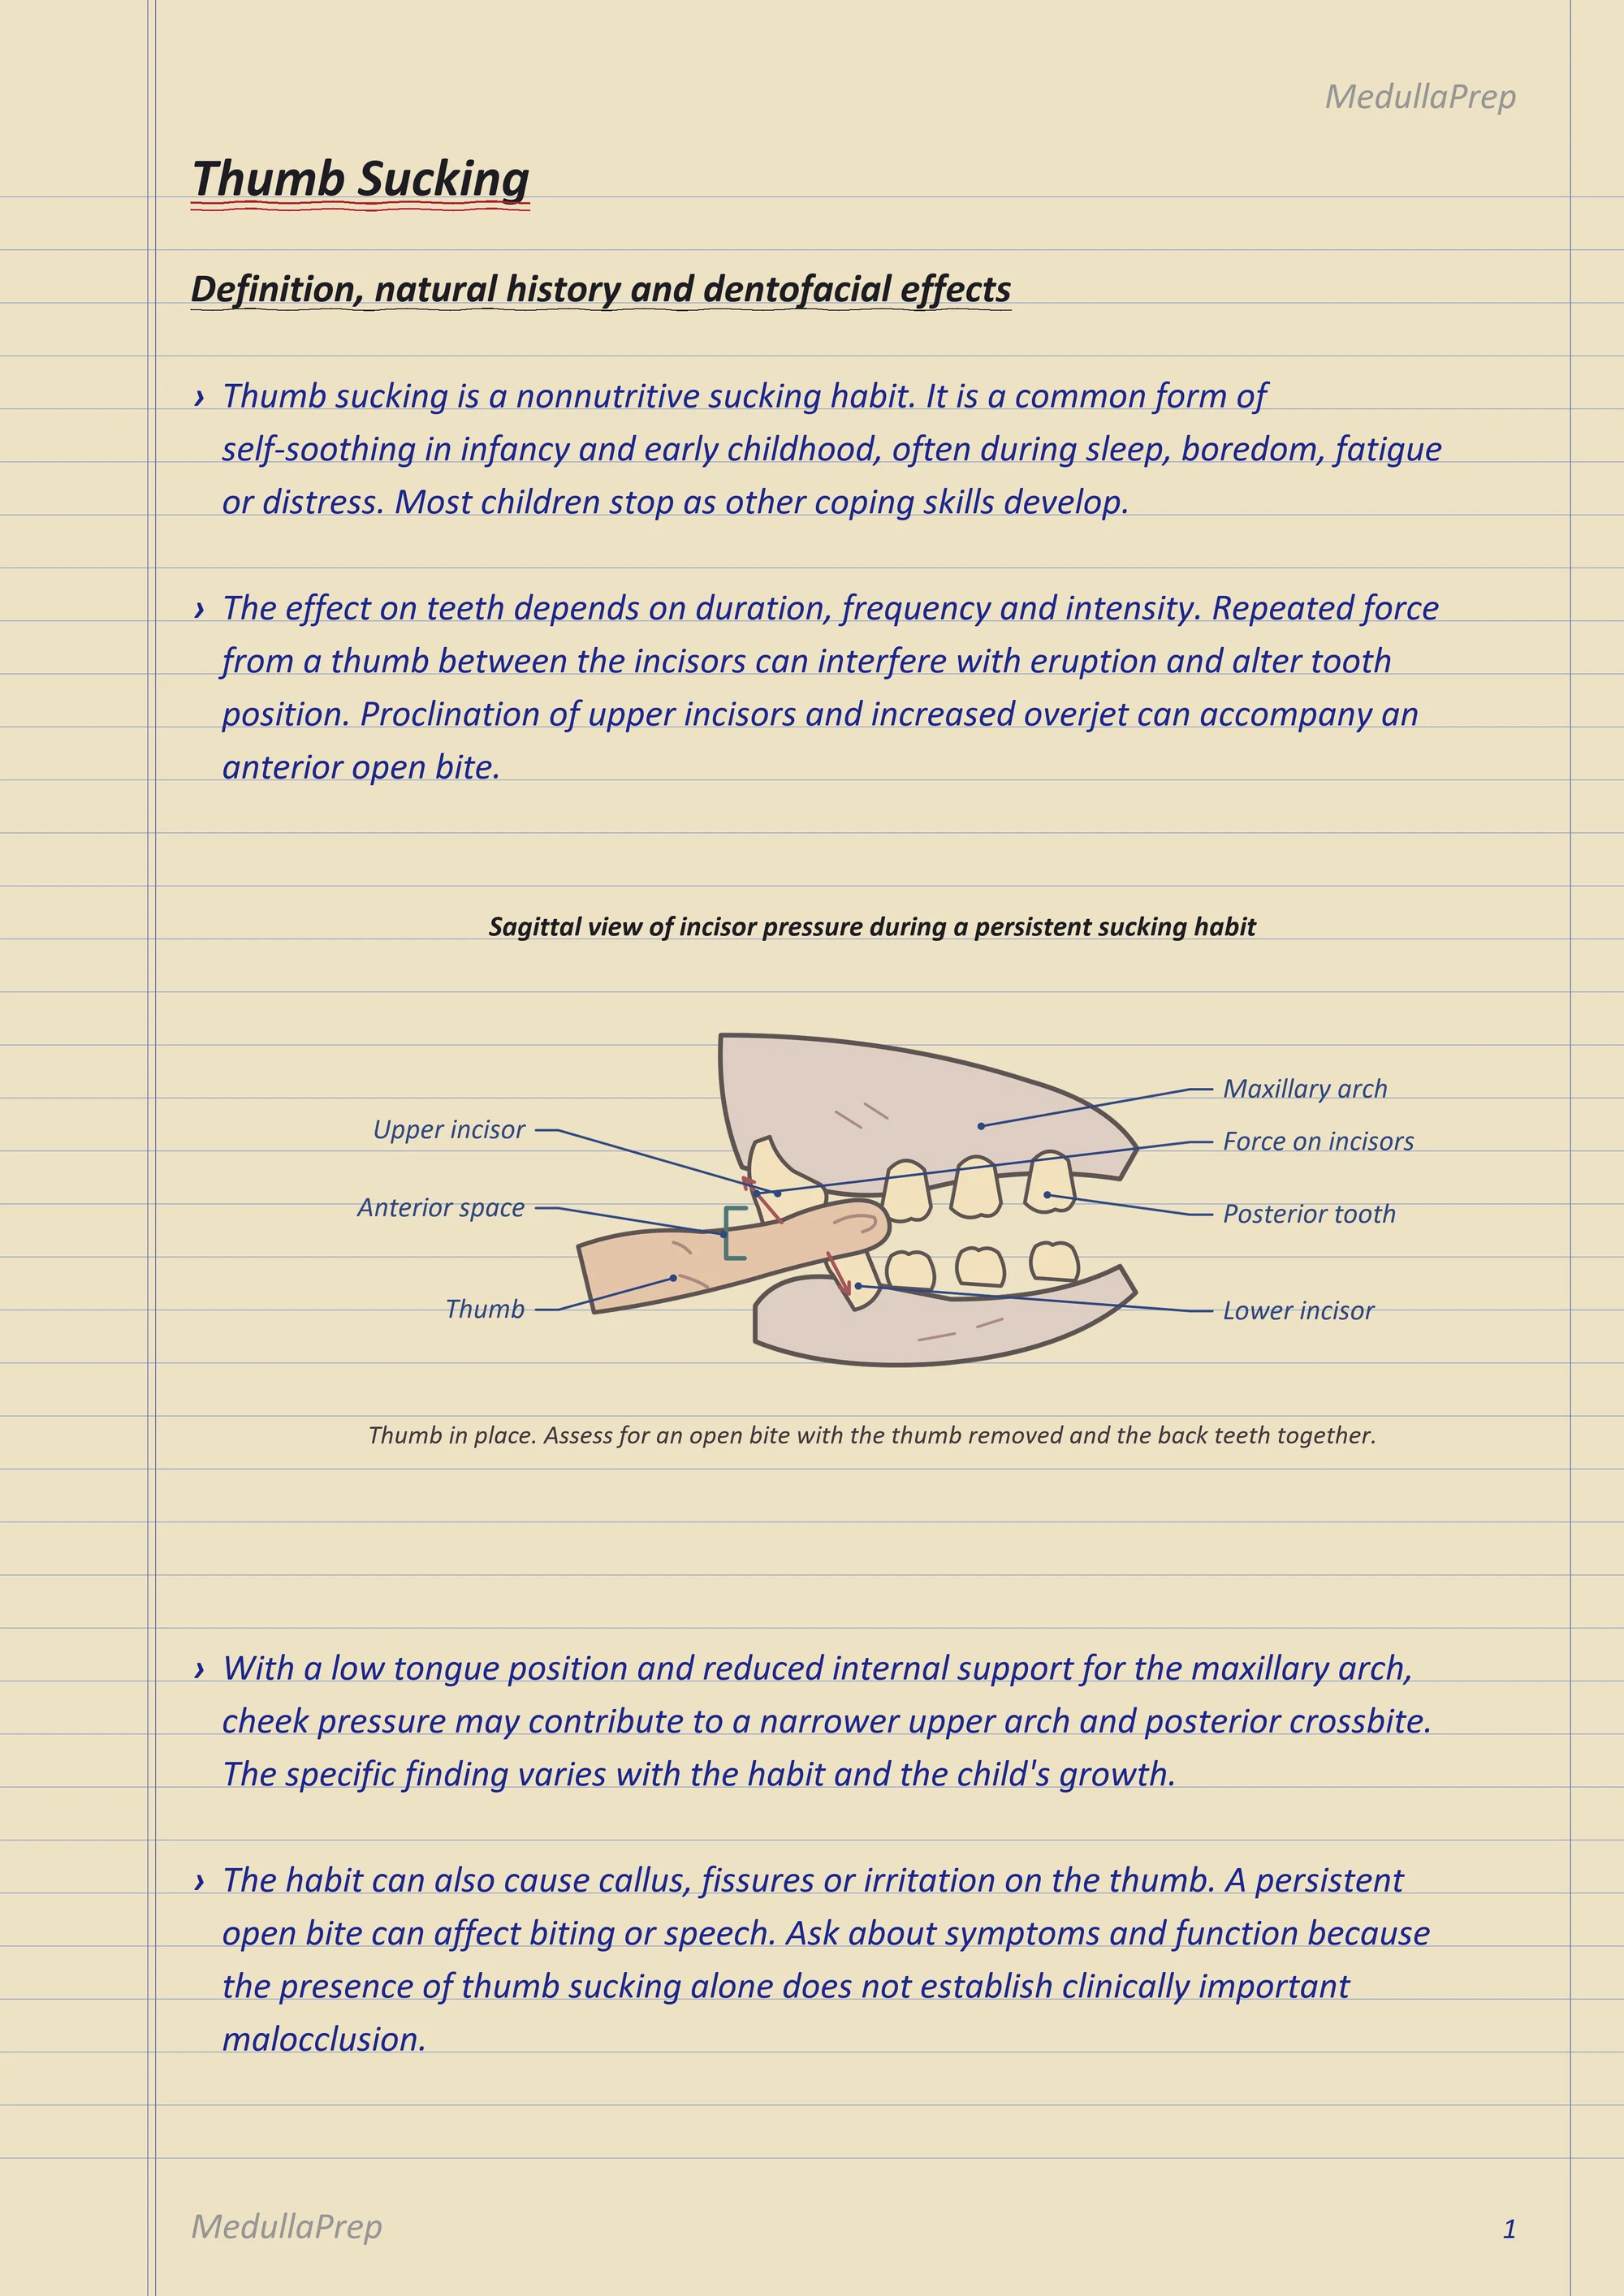 MedullaPrep
Thumb Sucking
Definition, natural history and dentofacial effects
› Thumb sucking is a nonnutritive sucking habit. It is a common form of
self-soothing in infancy and early childhood, often during sleep, boredom, fatigue
or distress. Most children stop as other coping skills develop.
› The effect on teeth depends on duration, frequency and intensity. Repeated force
from a thumb between the incisors can interfere with eruption and alter tooth
position. Proclination of upper incisors and increased overjet can accompany an
anterior open bite.
Sagittal view of incisor pressure during a persistent sucking habit
Upper incisor
Anterior space
Thumb
Maxillary arch
Force on incisors
Posterior tooth
Lower incisor
Thumb in place. Assess for an open bite with the thumb removed and the back teeth together.
› With a low tongue position and reduced internal support for the maxillary arch,
cheek pressure may contribute to a narrower upper arch and posterior crossbite.
The specific finding varies with the habit and the child's growth.
› The habit can also cause callus, fissures or irritation on the thumb. A persistent
open bite can affect biting or speech. Ask about symptoms and function because
the presence of thumb sucking alone does not establish clinically important
malocclusion.
MedullaPrep
1